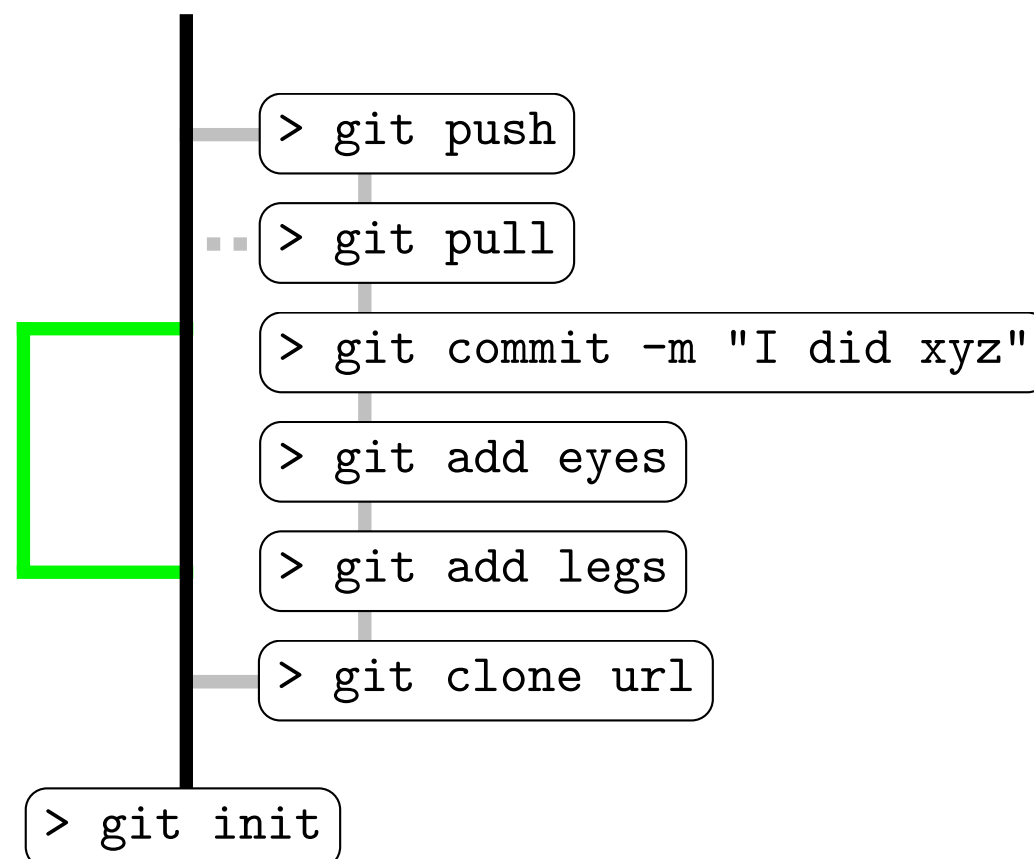 > git push
> git pull
> git commit -m "I did xyz"
> git add eyes
> git add legs
> git clone url
> git init